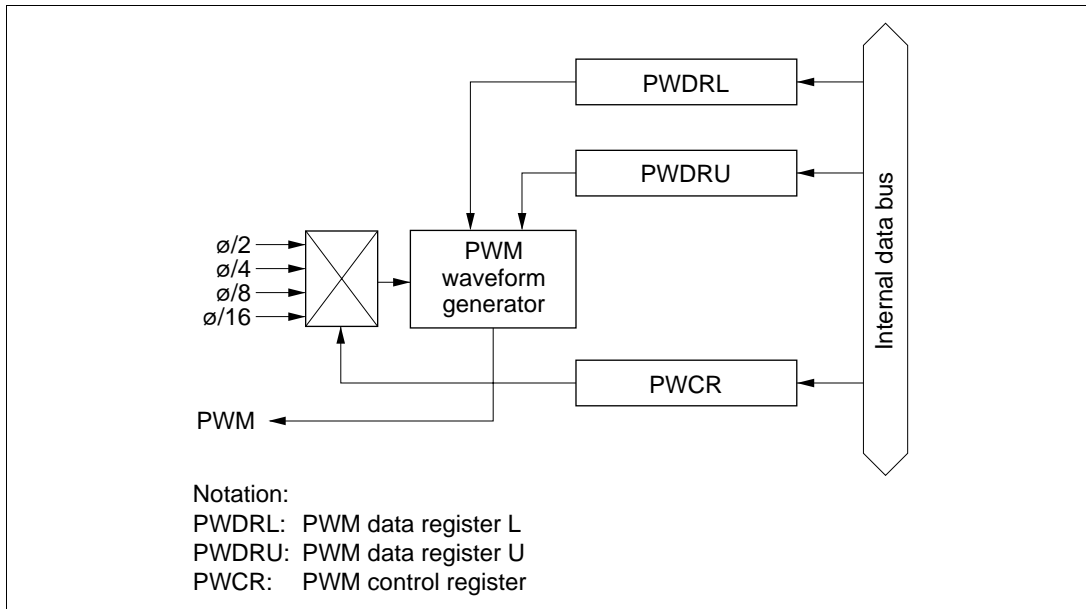 PWDRL
PWDRU
Internal data bus
ø/2
ø/4
ø/8
ø/16
PWM
waveform
generator
PWCR
PWM
Notation:
PWDRL: PWM data register L
PWDRU: PWM data register U
PWCR: PWM control register